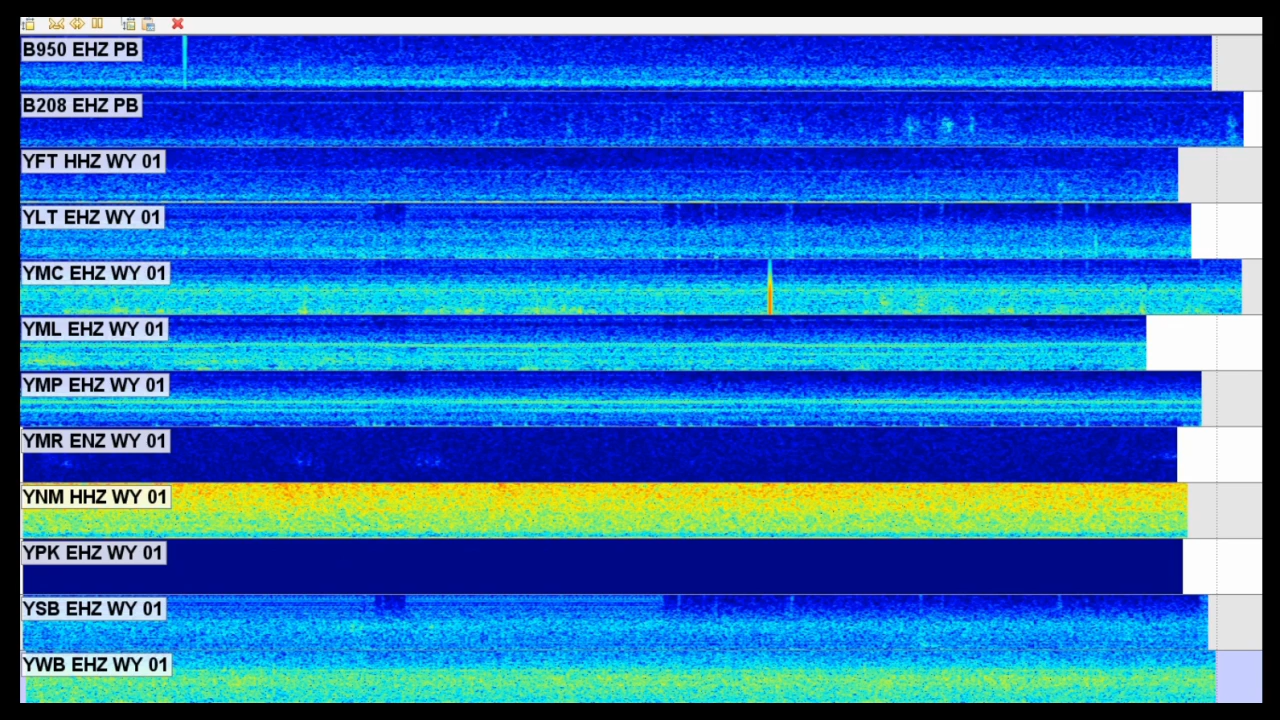 B950 EHZ PB
B208 EHZ PB
YFT HHZ WY 01
YLT EHZ WY 01
YMC EHZ WY 01
YML EHZ WY 01
YMP EHZ WY 01
YMR ENZ WY 01
YNM HHZ WY 01
YPK EHZ WY 01
YSB EHZ WY 01
YWB EHZ WY 01